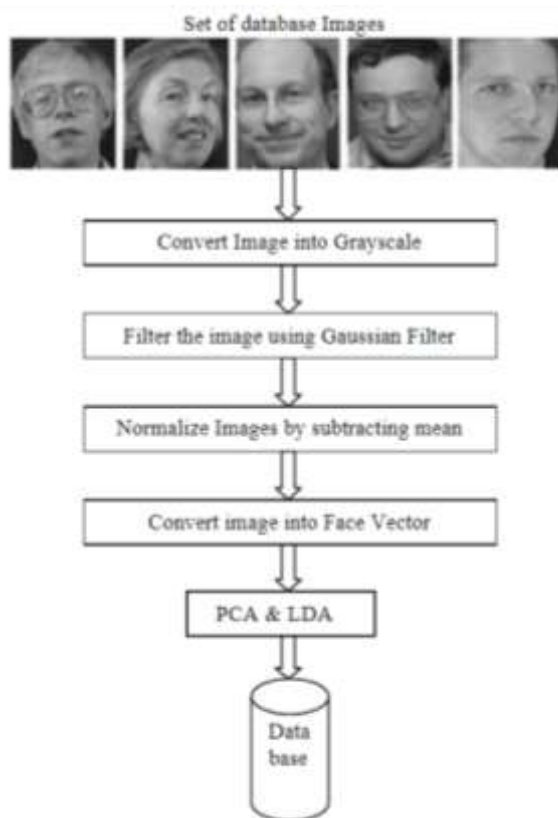 Set of database Images
Convert Image into Grayscale
Filter the image using Gaussian Filter
Normalize Images by subtracting mean
Convert image into Face Vector
PCA & LDA
Data
base